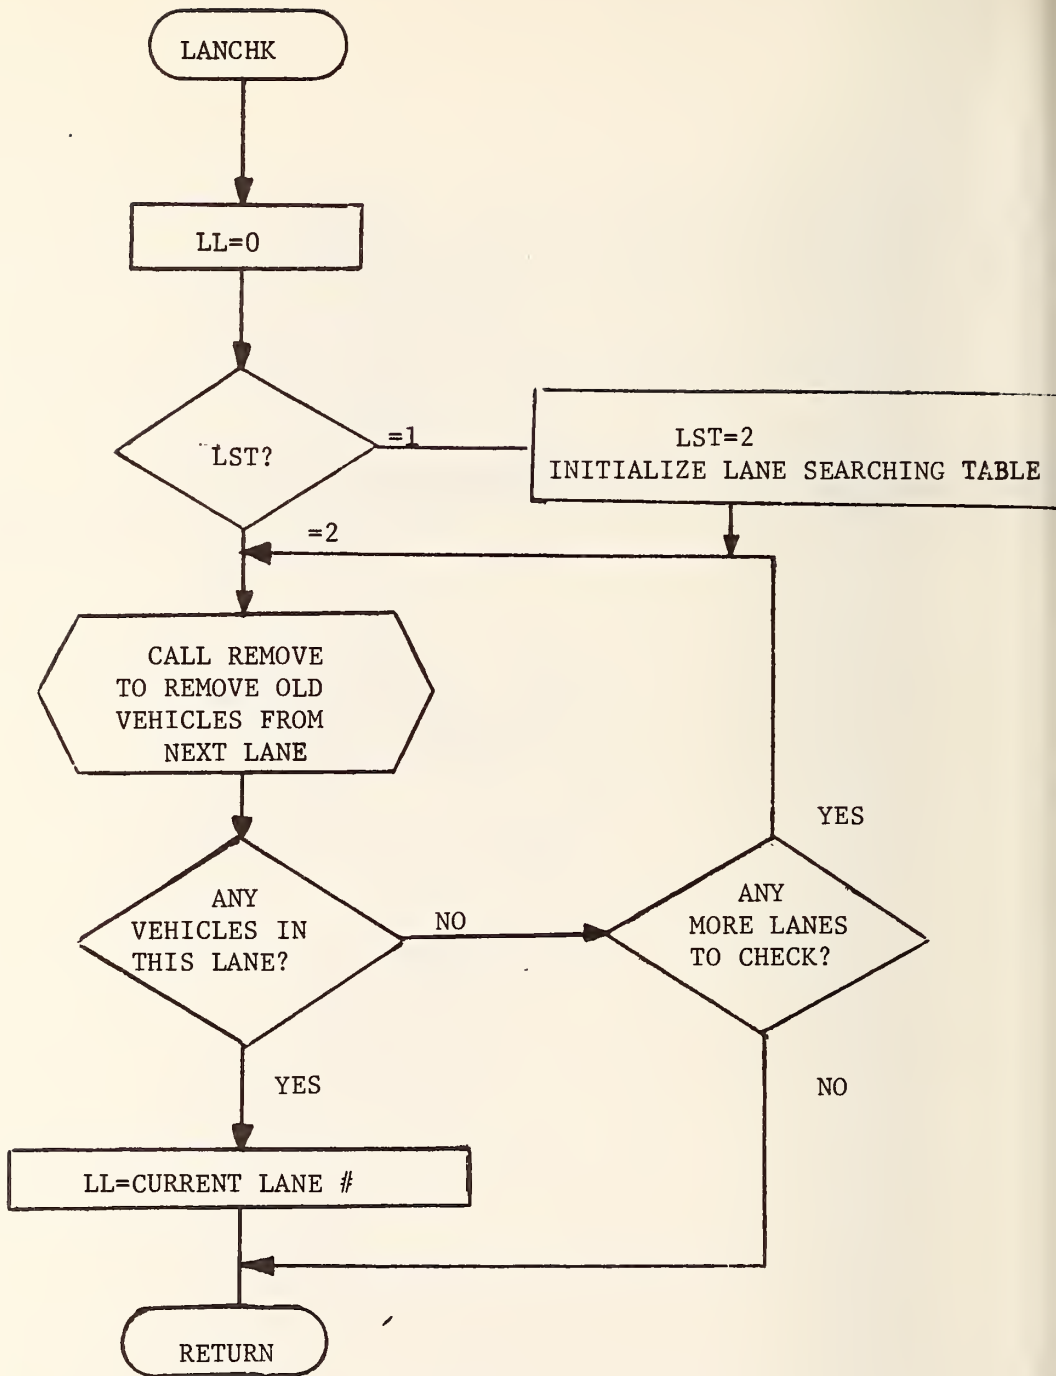 LANCHK
LL=0
LST?
=1
LST=2
INITIALIZE LANE SEARCHING TABLE
=2
CALL REMOVE
TO REMOVE OLD
VEHICLES FROM
NEXT LANE
ANY
VEHICLES IN
THIS LANE?
NO
ANY
MORE LANES
TO CHECK?
YES
NO
YES
LL=CURRENT LANE #
RETURN